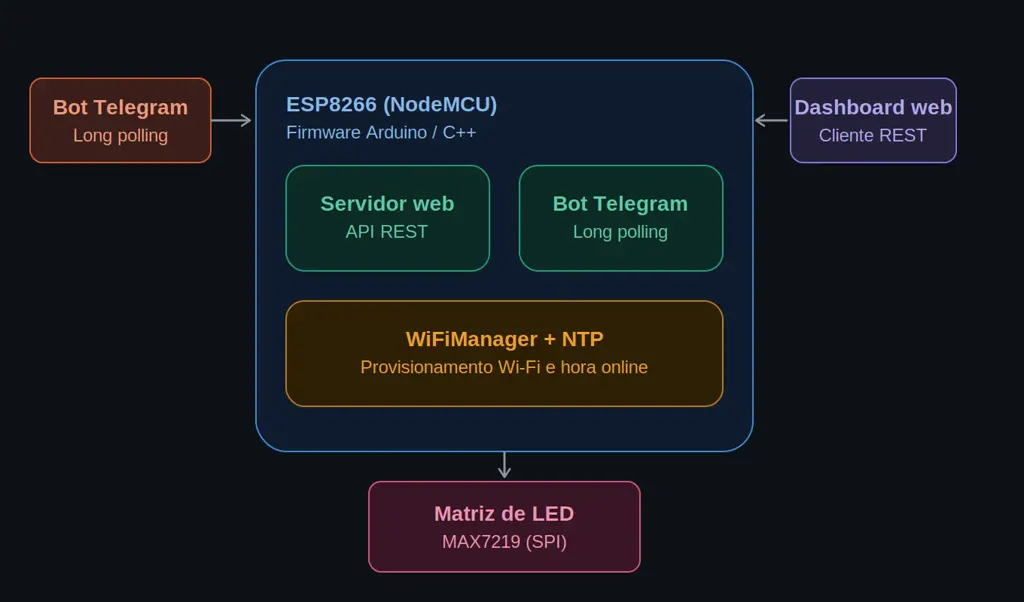 Bot Telegram
Long polling
ESP8266 (NodeMCU)
Firmware Arduino / C++
Dashboard web
Cliente REST
Servidor web
API REST
Bot Telegram
Long polling
WiFiManager + NTP
Provisionamento Wi-Fi e hora online
Matriz de LED
MAX7219 (SPI)